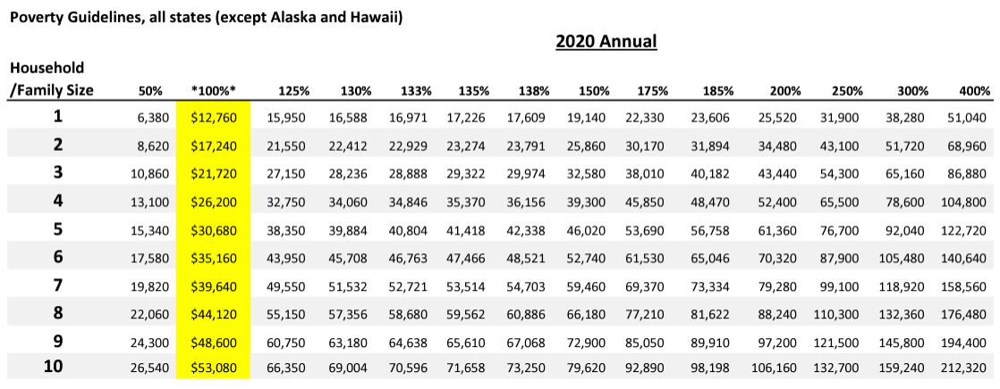 Poverty Guidelines, all states (except Alaska and Hawaii)
2020 Annual
Household
/Family Size 50% *100%* 125% 130% 133% 135% 138% 150% 175% 185% 200% 250% 300% 400%
1 6,380 $12,760 15,950 16,588 16,971 17,226 17,609 19,140 22,330 23,606 25,520 31,900 38,280 51,040
2 8,620 $17,240 21,550 22,412 22,929 23,274 23,791 25,860 30,170 31,894 34,480 43,100 51,720 68,960
3 10,860 $21,720 27,150 28,236 28,888 29,322 29,974 32,580 38,010 40,182 43,440 54,300 65,160 86,880
4 13,100 $26,200 32,750 34,060 34,846 35,370 36,156 39,300 45,850 48,470 52,400 65,500 78,600 104,800
5 15,340 $30,680 38,350 39,884 40,804 41,418 42,338 46,020 53,690 56,758 61,360 76,700 92,040 122,720
6 17,580 $35,160 43,950 45,708 46,763 47,466 48,521 52,740 61,530 65,046 70,320 87,900 105,480 140,640
7 19,820 $39,640 49,550 51,532 52,721 53,514 54,703 59,460 69,370 73,334 79,280 99,100 118,920 158,560
8 22,060 $44,120 55,150 57,356 58,680 59,562 60,886 66,180 77,210 81,622 88,240 110,300 132,360 176,480
9 24,300 $48,600 60,750 63,180 64,638 65,610 67,068 72,900 85,050 89,910 97,200 121,500 145,800 194,400
10 26,540 $53,080 66,350 69,004 70,596 71,658 73,250 79,620 92,890 98,198 106,160 132,700 159,240 212,320